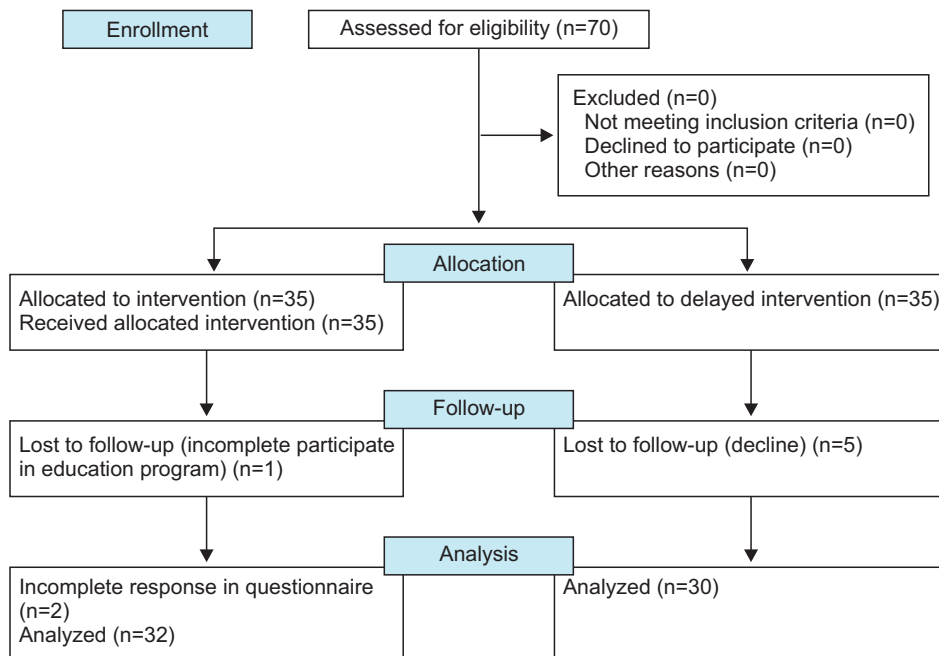 Enrollment
Assessed for eligibility (n=70)
Excluded (n=0)
Not meeting inclusion criteria (n=0)
Declined to participate (n=0)
Other reasons (n=0)
Allocation
Allocated to intervention (n=35)
Received allocated intervention (n=35)
Allocated to delayed intervention (n=35)
Follow-up
Lost to follow-up (incomplete participate
in education program) (n=1)
Lost to follow-up (decline) (n=5)
Analysis
Incomplete response in questionnaire
(n=2)
Analyzed (n=32)
Analyzed (n=30)